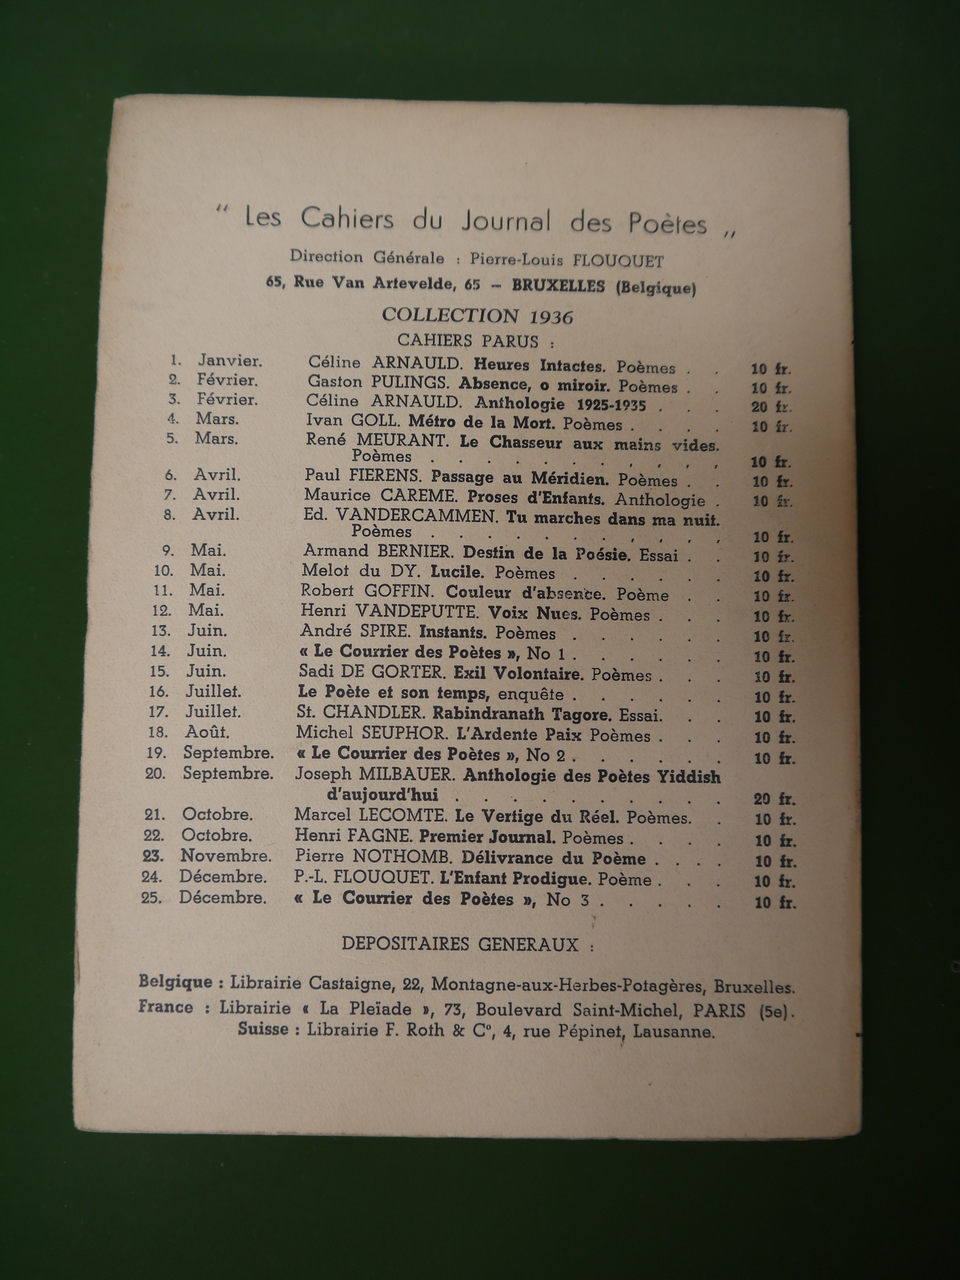 " Les Cahiers du Journal des Poètes „
Direction Générale : Pierre-Louis FLOUQUET
65, Rue Van Artevelde, 65 — BRUXELLES (Belgique)
COLLECTION 1936
CAHIERS PARUS :
1. Janvier. Céline ARNAULD. Heures Intactes. Poèmes . . 10 fr.
2. Février. Gaston PULINGS. Absence, o miroir. Poèmes . . 10 fr.
3. Février. Céline ARNAULD. Anthologie 1925-1935 . . . 20 fr.
4. Mars. Ivan GOLL. Métro de la Mort. Poèmes . . . . 10 fr.
5. Mars. René MEURANT. Le Chasseur aux mains vides.
Poèmes . . . . . . . . . . . 10 fr.
6. Avril. Paul FIERENS. Passage au Méridien. Poèmes . . 10 fr.
7. Avril. Maurice CAREME. Proses d'Enfants. Anthologie . 10 fr.
8. Avril. Ed. VANDERCAMMEN. Tu marches dans ma nuit.
Poèmes . . . . . . . . . . . 10 fr.
9. Mai. Armand BERNIER. Destin de la Poésie. Essai . . 10 fr.
10. Mai. Melot du DY. Lucile. Poèmes . . . . . . 10 fr.
11. Mai. Robert GOFFIN. Couleur d'absence. Poème . . 10 fr.
12. Mai. Henri VANDEPUTTE. Voix Nues. Poèmes . . . 10 fr.
13. Juin. André SPIRE. Instants. Poèmes . . . . . . 10 fr.
14. Juin. « Le Courrier des Poètes », No 1 . . . . . . 10 fr.
15. Juin. Sadi DE GORTER. Exil Volontaire. Poèmes . . . 10 fr.
16. Juillet. Le Poète et son temps, enquête . . . . . . 10 fr.
17. Juillet. St. CHANDLER. Rabindranath Tagore. Essai. . . 10 fr.
18. Août. Michel SEUPHOR. L'Ardente Paix Poèmes . . . 10 fr.
19. Septembre. « Le Courrier des Poètes », No 2 . . . . . . 10 fr.
20. Septembre. Joseph MILBAUER. Anthologie des Poètes Yiddish
d'aujourd'hui . . . . . . . . . . 20 fr.
21. Octobre. Marcel LECOMTE. Le Vertige du Réel. Poèmes. . 10 fr.
22. Octobre. Henri FAGNE. Premier Journal. Poèmes . . . . 10 fr.
23. Novembre. Pierre NOTHOMB. Délivrance du Poème . . . . 10 fr.
24. Décembre. P.-L. FLOUQUET. L'Enfant Prodigue. Poème . . . 10 fr.
25. Décembre. « Le Courrier des Poètes », No 3 . . . . . 10 fr.
DEPOSITAIRES GENERAUX :
Belgique : Librairie Castaigne, 22, Montagne-aux-Herbes-Potagères, Bruxelles.
France : Librairie « La Pleïade », 73, Boulevard Saint-Michel, PARIS (5e).
Suisse : Librairie F. Roth & C°, 4, rue Pépinet, Lausanne.